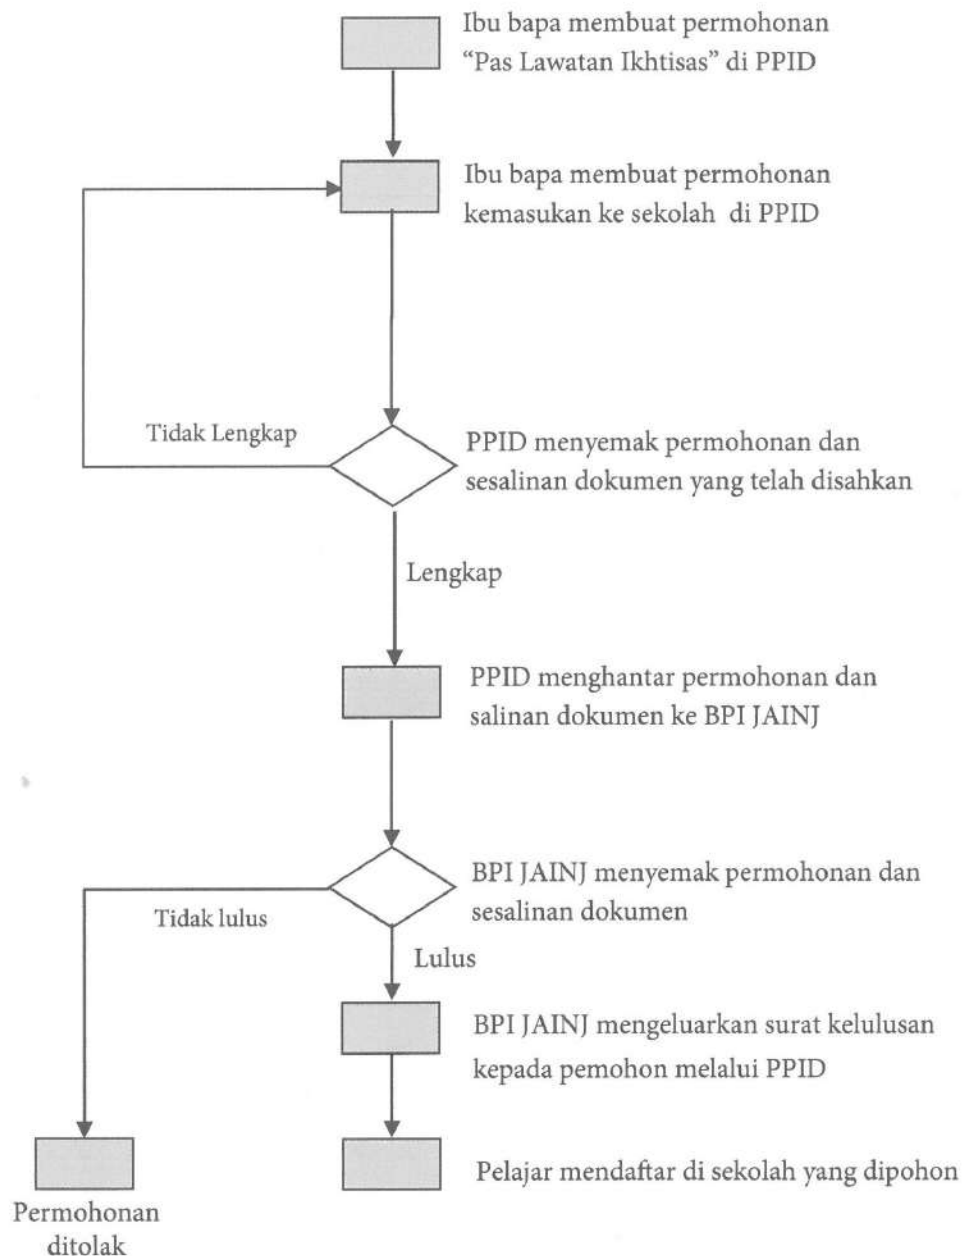 Ibu bapa membuat permohonan
“Pas Lawatan Ikhtisas” di PPID
Ibu bapa membuat permohonan
kemasukan ke sekolah di PPID
Tidak Lengkap
PPID menyemak permohonan dan
sesalinan dokumen yang telah disahkan
Lengkap
PPID menghantar permohonan dan
salinan dokumen ke BPI JAINJ
BPI JAINJ menyemak permohonan dan
sesalinan dokumen
Tidak lulus
Lulus
BPI JAINJ mengeluarkan surat kelulusan
kepada pemohon melalui PPID
Pelajar mendaftar di sekolah yang dipohon
Permohonan
ditolak